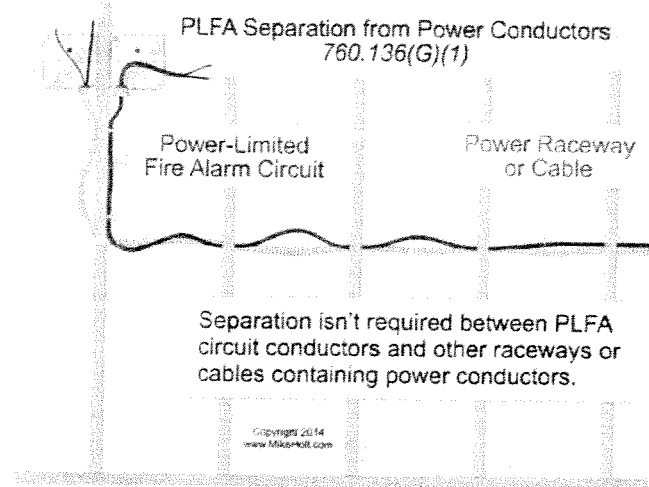 PLFA Separation from Power Conductors
760.136(G)(1)
Power-Limited
Fire Alarm Circuit
Power Raceway
or Cable
Separation isn't required between PLFA
circuit conductors and other raceways or
cables containing power conductors.
Copyright 2014
www.MikeHolt.com